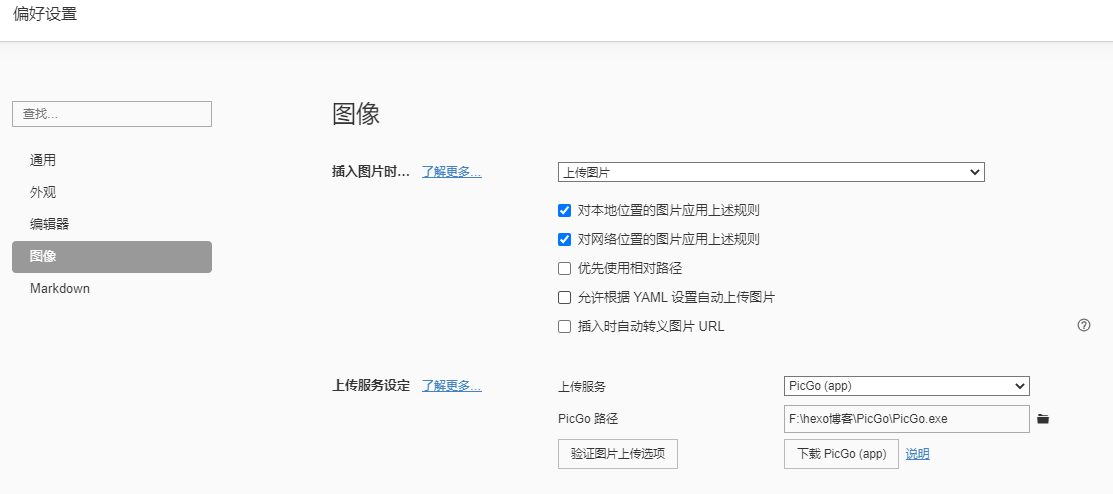 偏好设置
查找…
通用
外观
编辑器
图像
Markdown
图像
插入图片时… 了解更多… 上传图片
对本地位置的图片应用上述规则
对网络位置的图片应用上述规则
优先使用相对路径
允许根据 YAML 设置自动上传图片
插入时自动转义图片 URL
上传服务设定 了解更多… 上传服务 PicGo (app)
PicGo 路径 F:\hexo博客\PicGo\PicGo.exe
验证图片上传选项 下载 PicGo (app) 说明